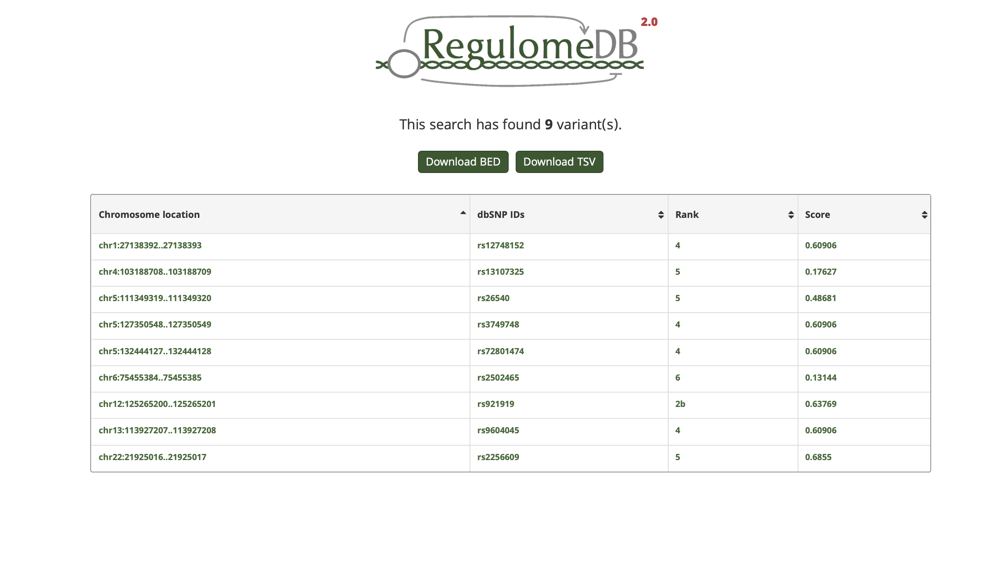 RegulomeDB 2.0
This search has found 9 variant(s).
Download BED Download TSV
Chromosome location dbSNP IDs Rank Score
chr1:27138392..27138393 rs12748152 4 0.60906
chr4:103188708..103188709 rs13107325 5 0.17627
chr5:111349319..111349320 rs26540 5 0.48681
chr5:127350548..127350549 rs3749748 4 0.60906
chr5:132444127..132444128 rs72801474 4 0.60906
chr6:75455384..75455385 rs2502465 6 0.13144
chr12:125265200..125265201 rs921919 2b 0.63769
chr13:113927207..113927208 rs9604045 4 0.60906
chr22:21925016..21925017 rs2256609 5 0.6855